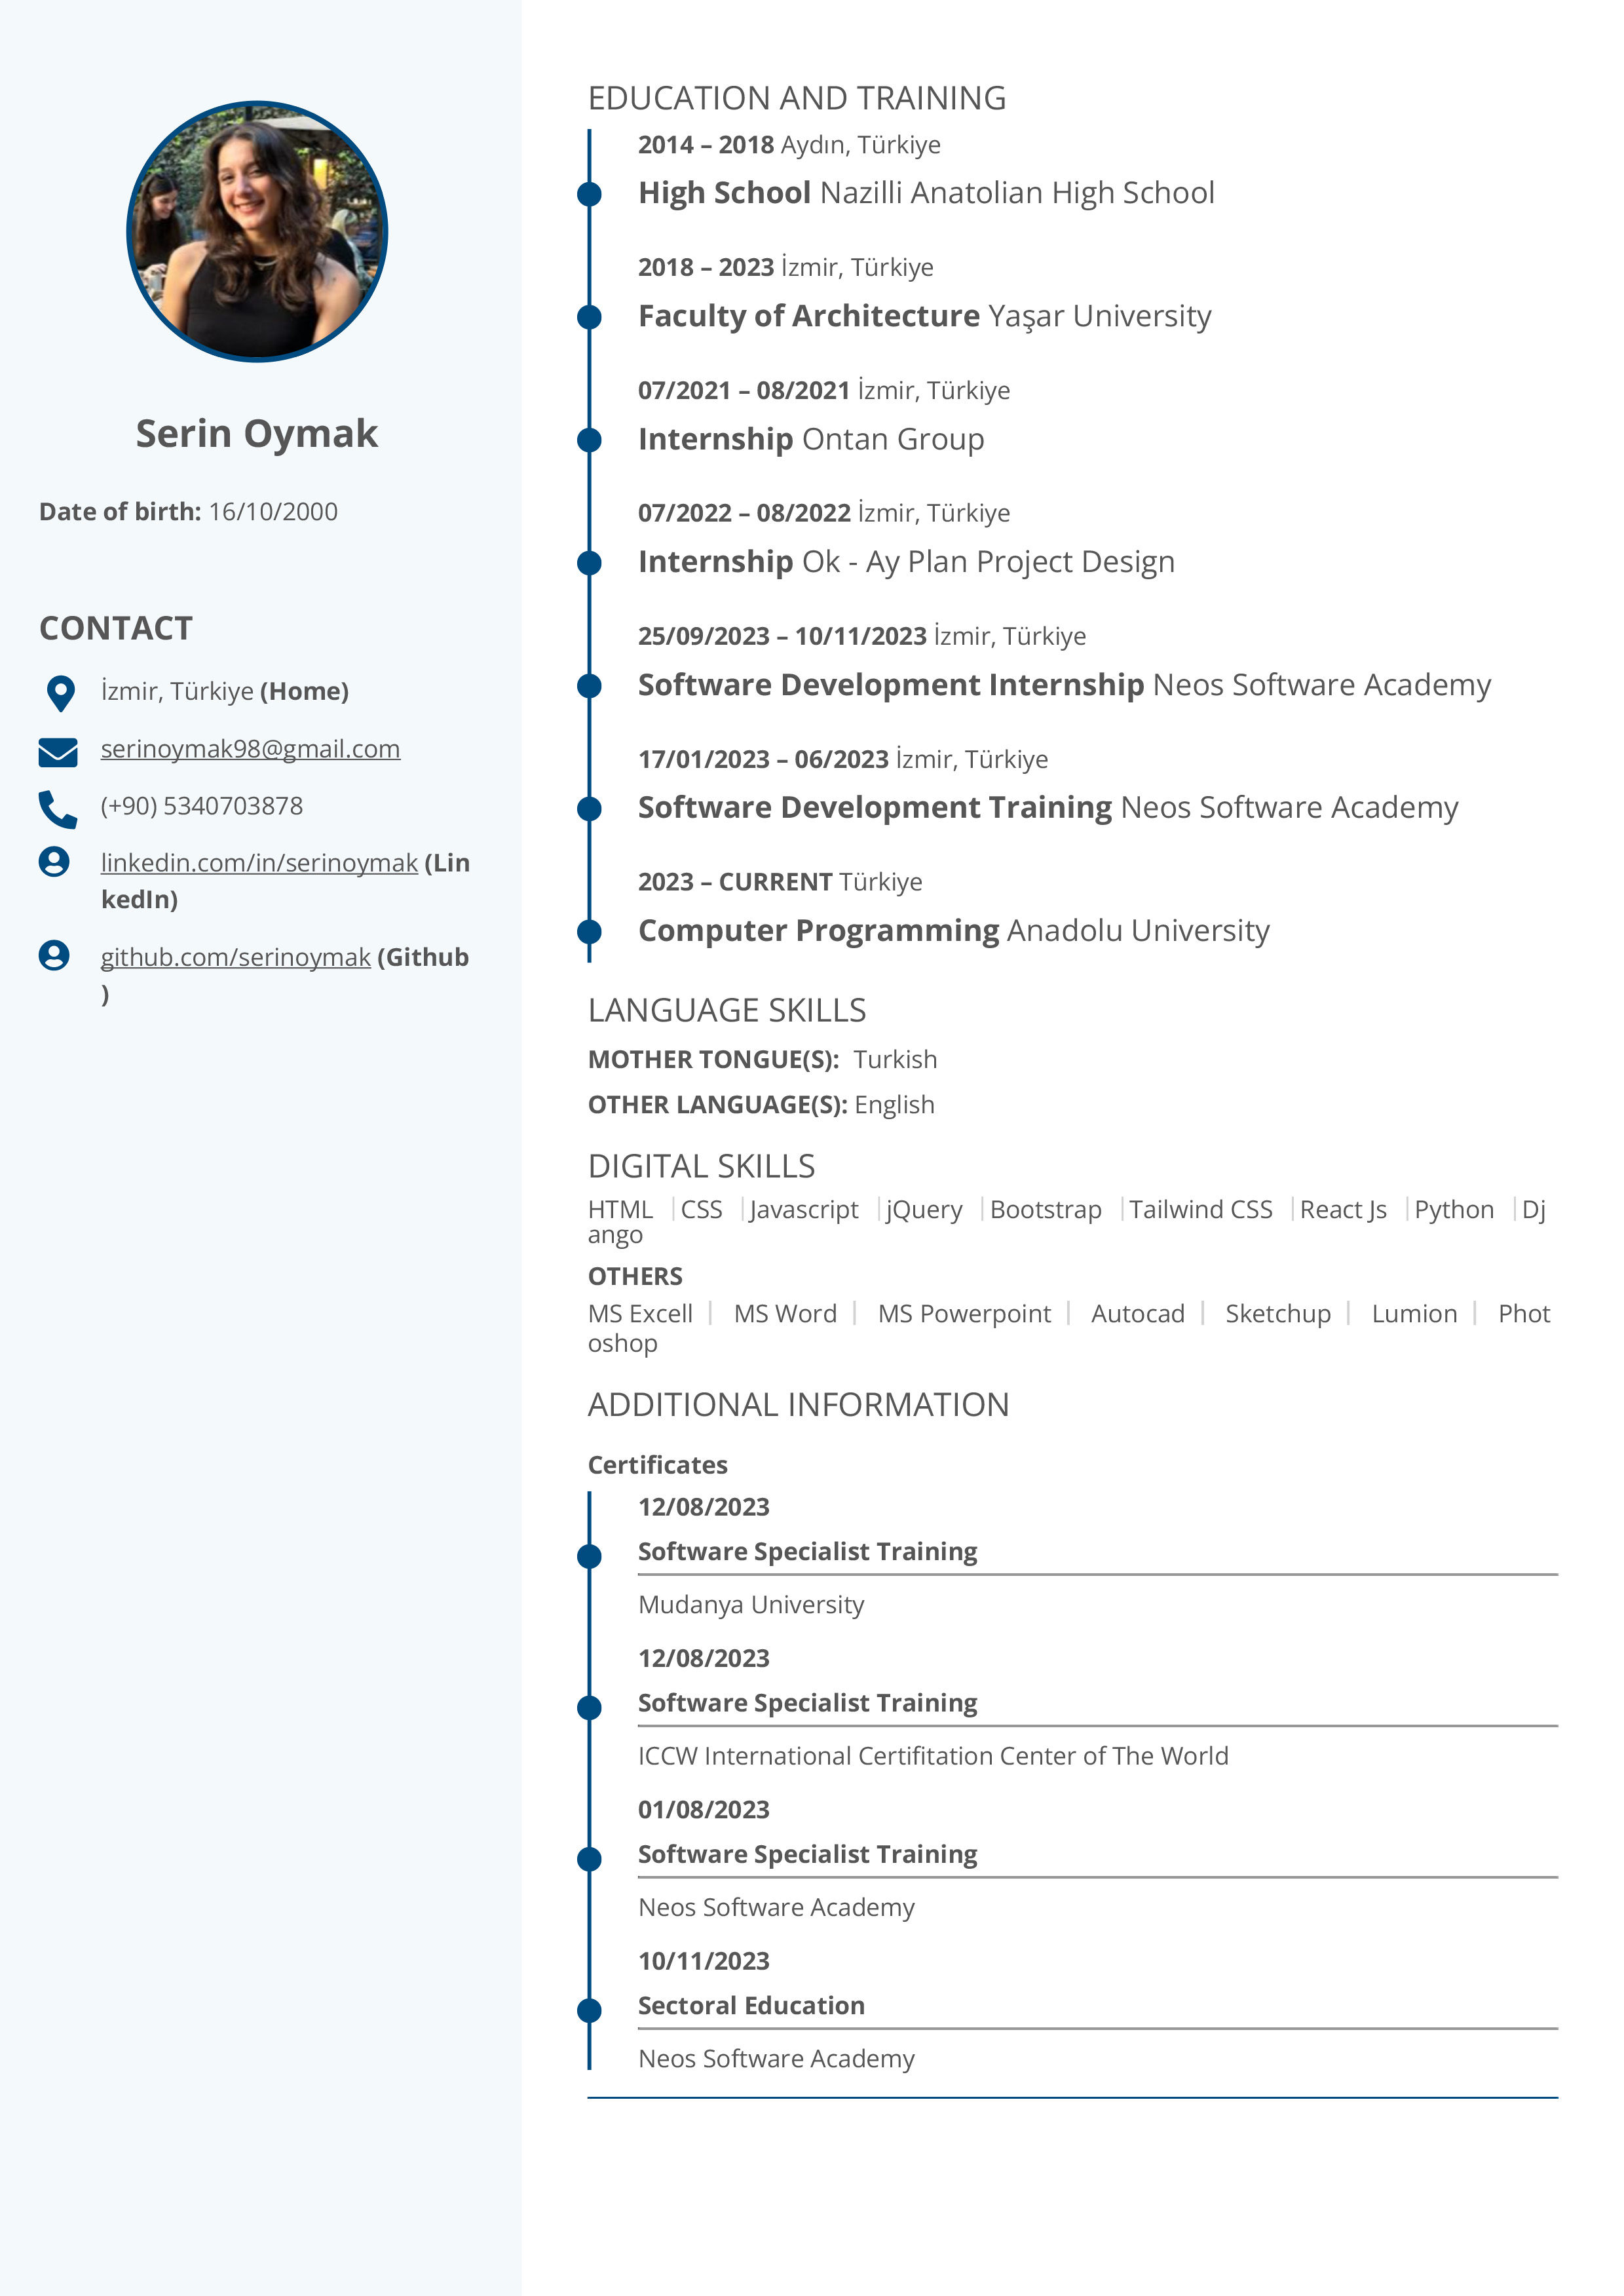 Serin Oymak
Date of birth: 16/10/2000
CONTACT
İzmir, Türkiye (Home)
serinoymak98@gmail.com
(+90) 5340703878
linkedin.com/in/serinoymak (Lin
kedIn)
github.com/serinoymak (Github
)
EDUCATION AND TRAINING
2014 – 2018 Aydın, Türkiye
High School Nazilli Anatolian High School
2018 – 2023 İzmir, Türkiye
Faculty of Architecture Yaşar University
07/2021 – 08/2021 İzmir, Türkiye
Internship Ontan Group
07/2022 – 08/2022 İzmir, Türkiye
Internship Ok - Ay Plan Project Design
25/09/2023 – 10/11/2023 İzmir, Türkiye
Software Development Internship Neos Software Academy
17/01/2023 – 06/2023 İzmir, Türkiye
Software Development Training Neos Software Academy
2023 – CURRENT Türkiye
Computer Programming Anadolu University
LANGUAGE SKILLS
MOTHER TONGUE(S): Turkish
OTHER LANGUAGE(S): English
DIGITAL SKILLS
HTML | CSS | Javascript | jQuery | Bootstrap | Tailwind CSS | React Js | Python | Dj
ango
OTHERS
MS Excell | MS Word | MS Powerpoint | Autocad | Sketchup | Lumion | Phot
oshop
ADDITIONAL INFORMATION
Certificates
12/08/2023
Software Specialist Training
Mudanya University
12/08/2023
Software Specialist Training
ICCW International Certifitation Center of The World
01/08/2023
Software Specialist Training
Neos Software Academy
10/11/2023
Sectoral Education
Neos Software Academy